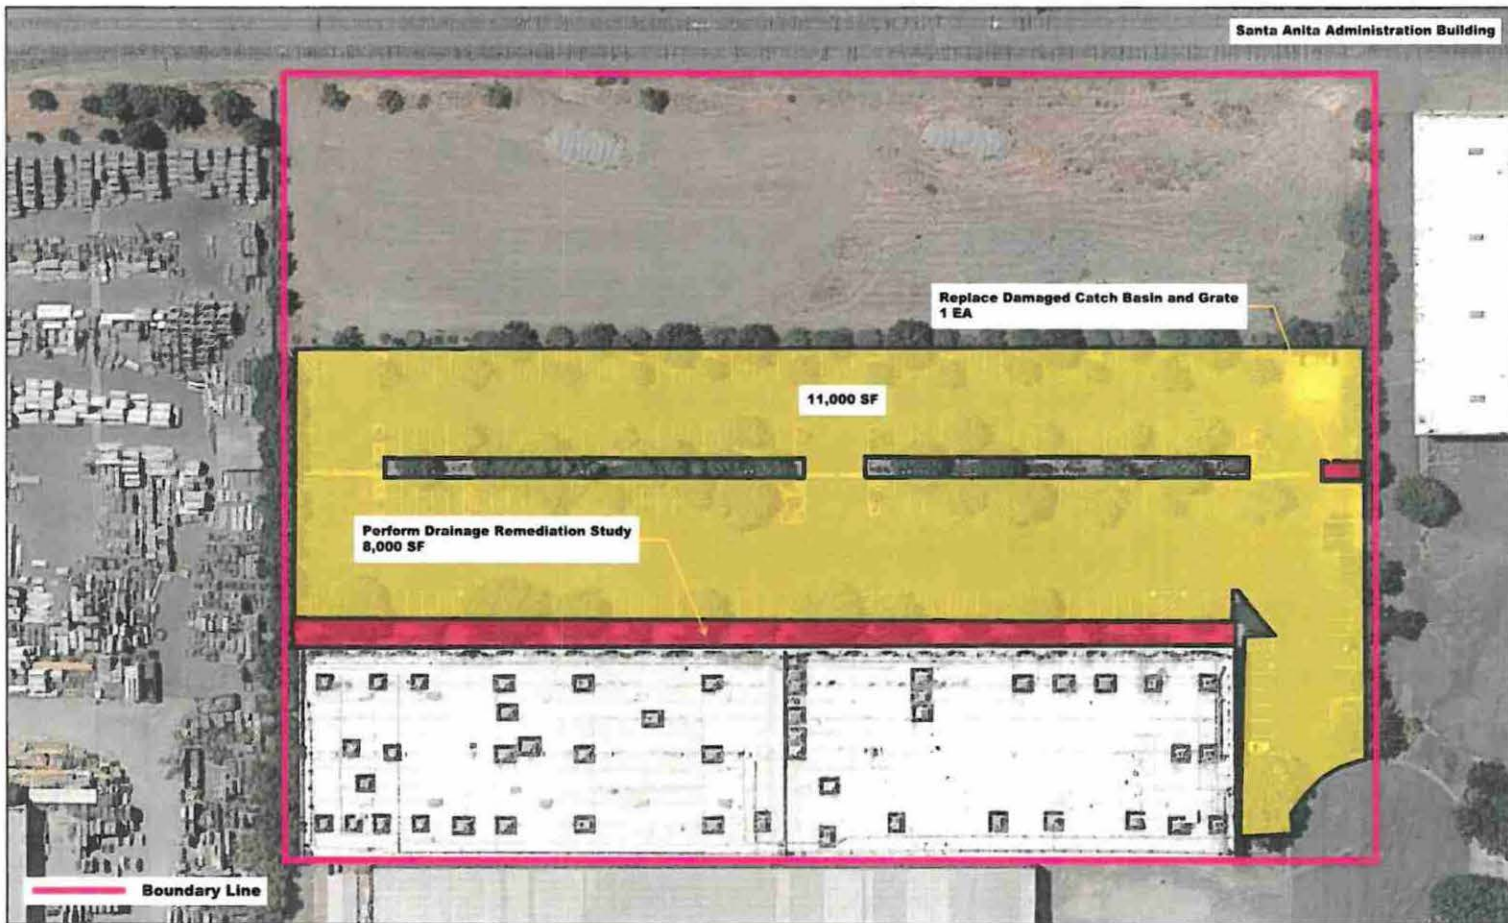 Santa Anita Administration Building
Replace Damaged Catch Basin and Grate
1 EA
11,000 SF
Perform Drainage Remediation Study
8,000 SF
Boundary Line